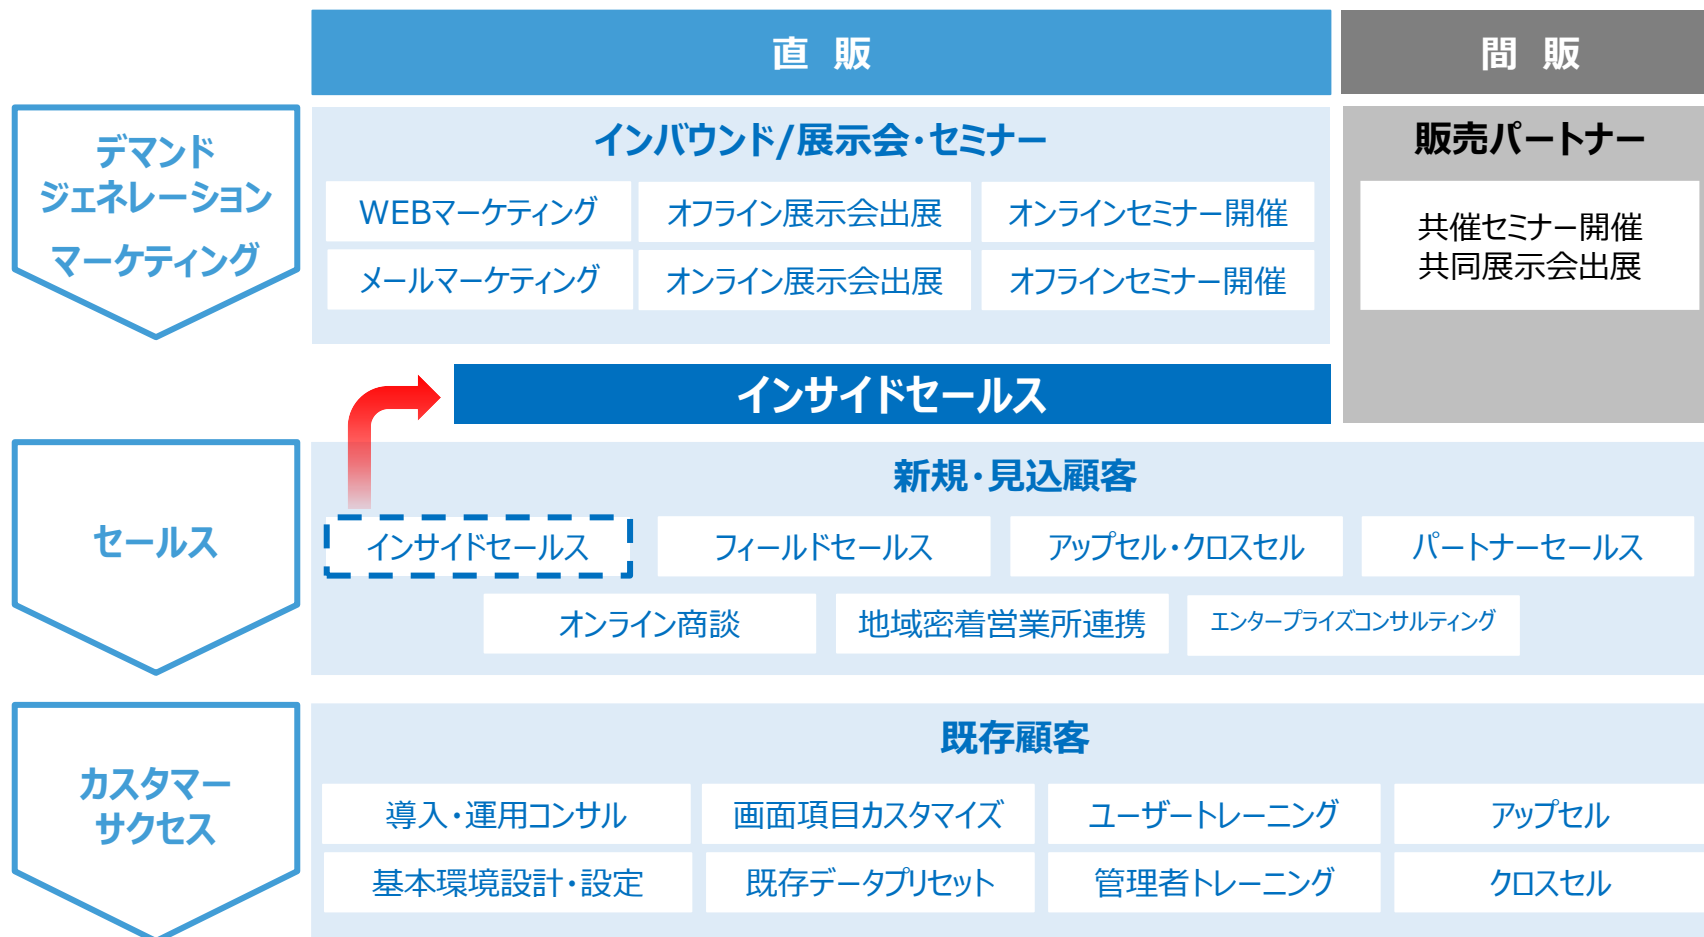 直 販
間 販
デマンド
ジェネレーション
マーケティング
インバウンド/展示会・セミナー
WEBマーケティング
オフライン展示会出展
オンラインセミナー開催
メールマーケティング
オンライン展示会出展
オフラインセミナー開催
販売パートナー
共催セミナー開催
共同展示会出展
インサイドセールス
セールス
新規・見込顧客
インサイドセールス
フィールドセールス
アップセル・クロスセル
パートナーセールス
オンライン商談
地域密着営業所連携
エンタープライズコンサルティング
カスタマー
サクセス
既存顧客
導入・運用コンサル
画面項目カスタマイズ
ユーザートレーニング
アップセル
基本環境設計・設定
既存データプリセット
管理者トレーニング
クロスセル